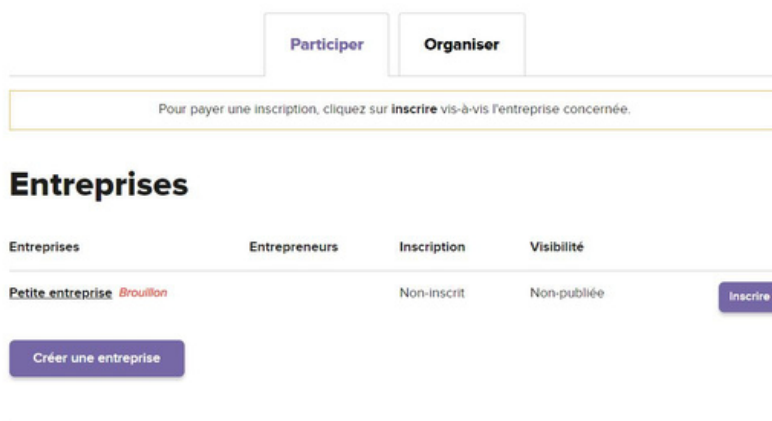 Participer Organiser
Pour payer une inscription, cliquez sur inscrire vis-à-vis l'entreprise concernée.
Entreprises
Entreprises Entrepreneurs Inscription Visibilité
Petite entreprise Brouillon Non-inscrit Non-publiée Inscrire
Créer une entreprise